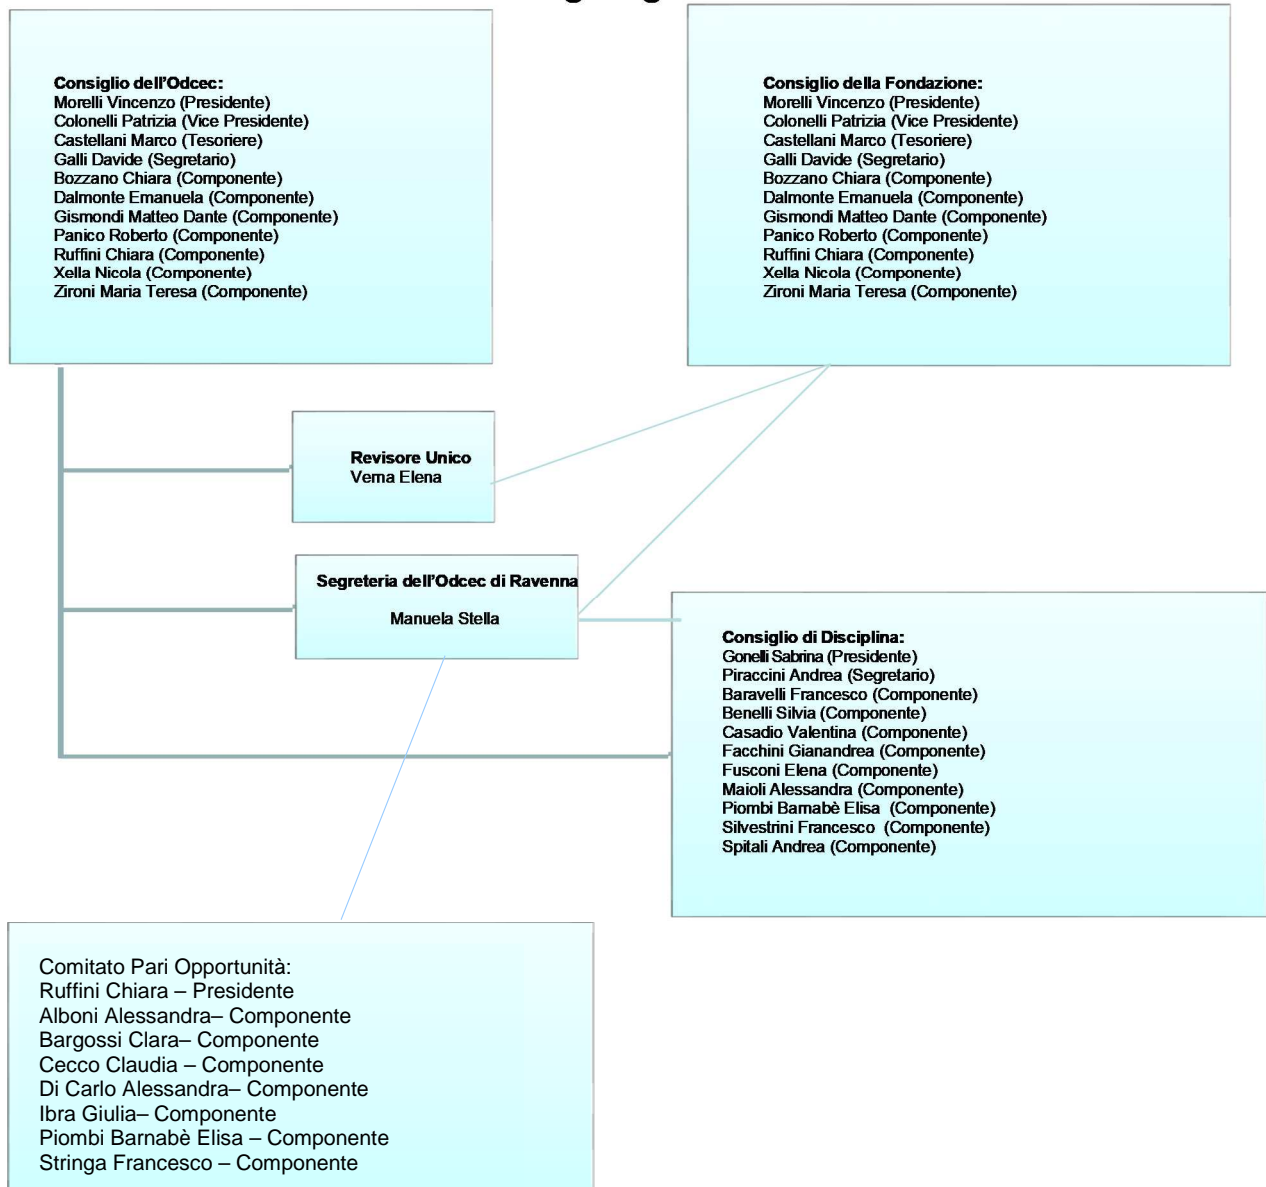 Consiglio dell'Odcec:
Morelli Vincenzo (Presidente)
Colonelli Patrizia (Vice Presidente)
Castellani Marco (Tesoriere)
Galli Davide (Segretario)
Bozzano Chiara (Componente)
Dalmonte Emanuela (Componente)
Gismondi Matteo Dante (Componente)
Panico Roberto (Componente)
Ruffini Chiara (Componente)
Xella Nicola (Componente)
Zironi Maria Teresa (Componente)
Consiglio della Fondazione:
Morelli Vincenzo (Presidente)
Colonelli Patrizia (Vice Presidente)
Castellani Marco (Tesoriere)
Galli Davide (Segretario)
Bozzano Chiara (Componente)
Dalmonte Emanuela (Componente)
Gismondi Matteo Dante (Componente)
Panico Roberto (Componente)
Ruffini Chiara (Componente)
Xella Nicola (Componente)
Zironi Maria Teresa (Componente)
Revisore Unico
Verna Elena
Segreteria dell'Odcec di Ravenna
Manuela Stella
Consiglio di Disciplina:
Gonelli Sabrina (Presidente)
Piraccini Andrea (Segretario)
Baravelli Francesco (Componente)
Benelli Silvia (Componente)
Casadio Valentina (Componente)
Facchini Gianandrea (Componente)
Fusconi Elena (Componente)
Maioli Alessandra (Componente)
Piombi Barnabè Elisa  (Componente)
Silvestrini Francesco  (Componente)
Spitali Andrea (Componente)
Comitato Pari Opportunità:
Ruffini Chiara – Presidente
Alboni Alessandra– Componente
Bargossi Clara– Componente
Cecco Claudia – Componente
Di Carlo Alessandra– Componente
Ibra Giulia– Componente
Piombi Barnabè Elisa – Componente
Stringa Francesco – Componente